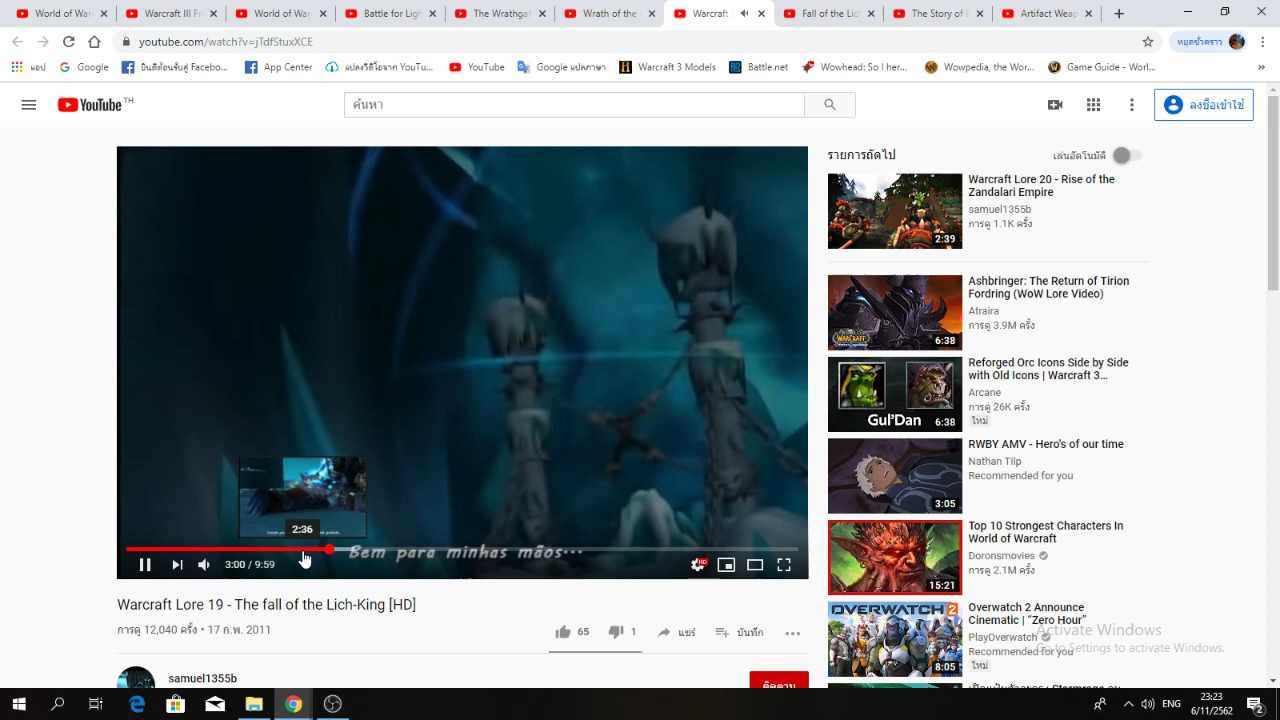 World of War
Warcraft III Fr
World of Warc
Battle for Ligh
The Wrathgat
Wrath of the
Warcraft
Fall of the Lic
The Story of
Artifact Weap
youtube.com/watch?v=jTdfStuxXCE
หยุดชั่วคราว
แอป
Google
ยินดีต้อนรับสู่ Facebo...
App Center
แปลงวิดีโอจาก YouTu...
YouTube
Google แปลภาษา
Warcraft 3 Models
Battle.net
Wowhead: So I her...
Wowpedia, the Wor...
Game Guide - Worl...
»
YouTube TH
ค้นหา
ลงชื่อเข้าใช้
รายการถัดไป
เล่นอัตโนมัติ
Warcraft Lore 20 - Rise of the
Zandalari Empire
samuel1355b
การดู 1.1K ครั้ง
2:39
Ashbringer: The Return of Tirion
Fordring (WoW Lore Video)
Atraira
การดู 3.9M ครั้ง
WARCRAFT
6:38
Reforged Orc Icons Side by Side
with Old Icons | Warcraft 3...
Arcane
การดู 26K ครั้ง
ใหม่
Gul'Dan
6:38
RWBY AMV - Hero's of our time
Nathan Tilp
Recommended for you
3:05
Top 10 Strongest Characters In
World of Warcraft
Doronsmovies
การดู 2.1M ครั้ง
15:21
OVERWATCH 2
Overwatch 2 Announce
Cinematic | “Zero Hour”
PlayOverwatch
Recommended for you
ใหม่
8:05
2:36
Bem para minhas mãos...
3:00 / 9:59
HD
Warcraft Lore 19 - The fall of the Lich-King [HD]
การดู 12,040 ครั้ง • 17 ก.พ. 2011
65
1
แชร์
บันทึก
samuel1355b
ติดตาม
Activate Windows
Go to Settings to activate Windows.
ENG
23:23
6/11/2562
2